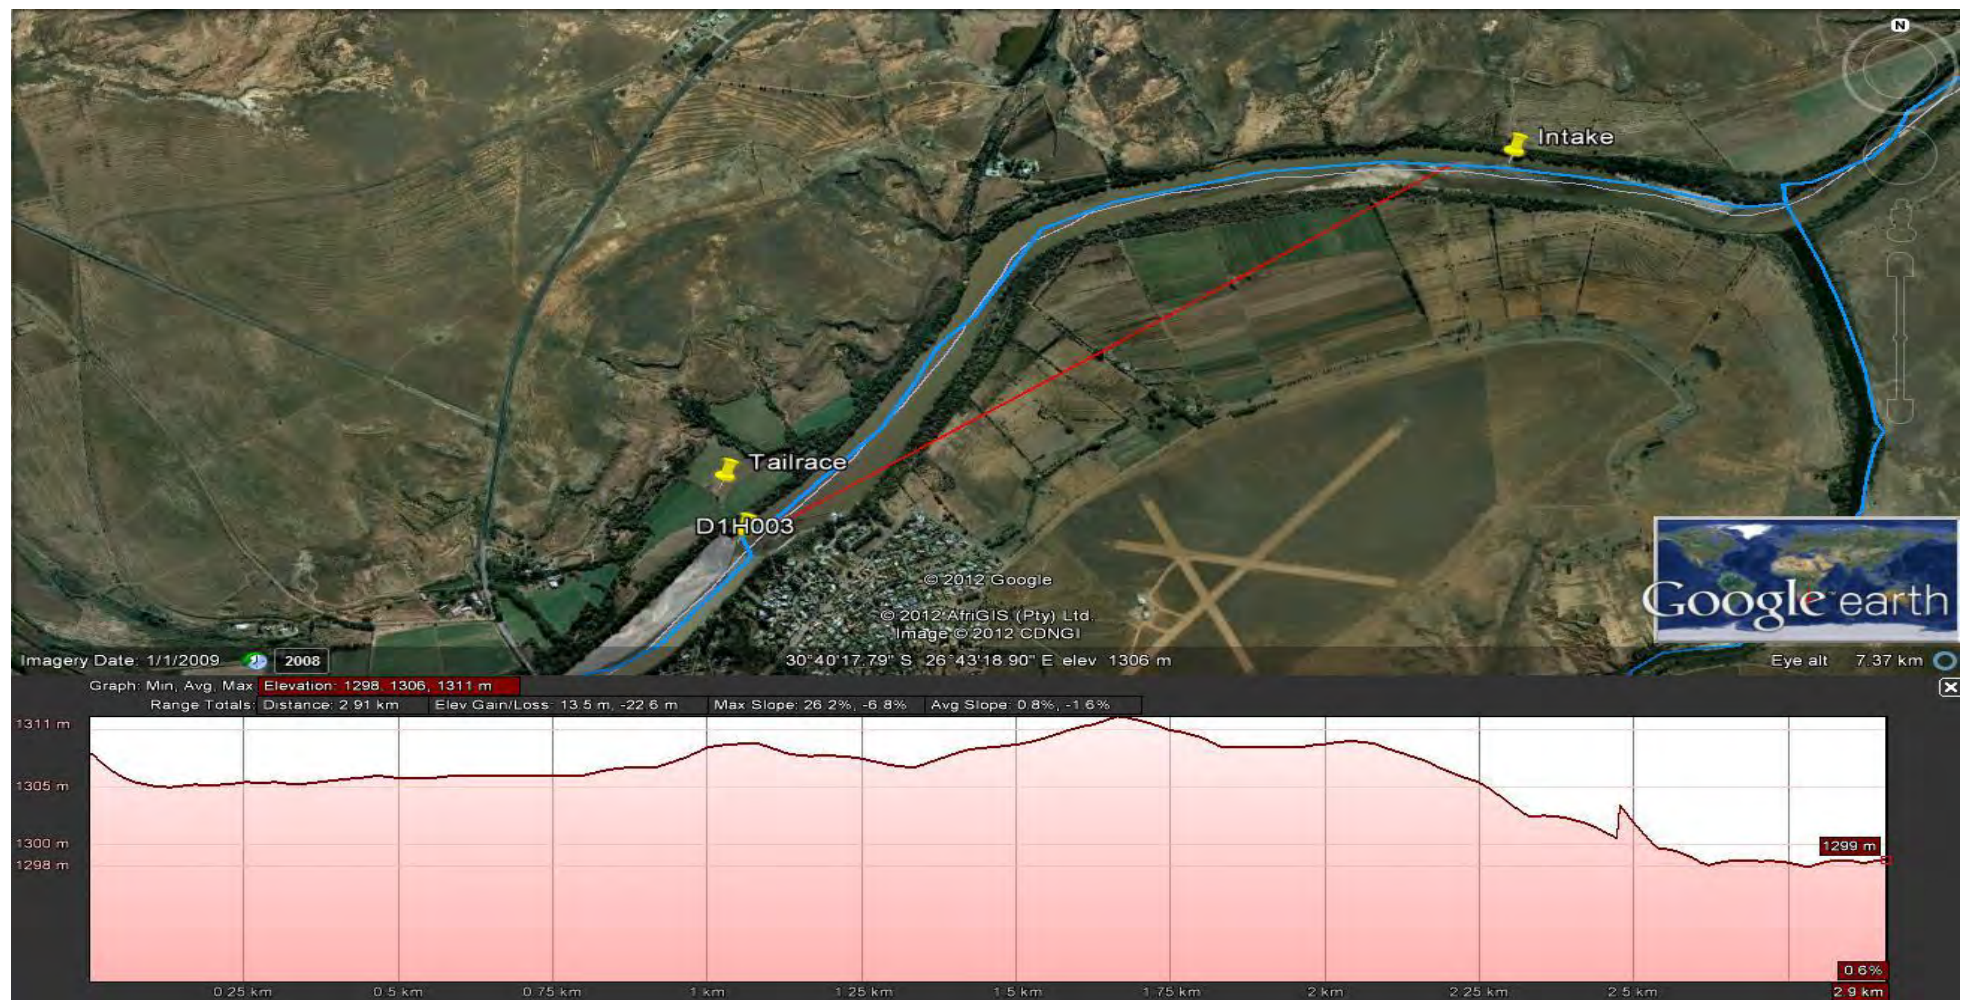 N
Intake
Tailrace
D1H003
© 2012 Google
© 2012 AfriGIS (Pty) Ltd.
Image © 2012 CDNGI
Google earth
Imagery Date: 1/1/2009 2008 30°40'17.79" S 26°43'18.90" E elev 1306 m Eye alt 7.37 km
Graph: Min, Avg, Max Elevation: 1298, 1306, 1311 m
Range Totals: Distance: 2.91 km Elev Gain/Loss: 13.5 m, -22.6 m Max Slope: 26.2%, -6.8% Avg Slope: 0.8%, -1.6%
1311 m
1305 m
1300 m
1299 m
1298 m
0.6%
0.25 km 0.5 km 0.75 km 1 km 1.25 km 1.5 km 1.75 km 2 km 2.25 km 2.5 km 2.9 km